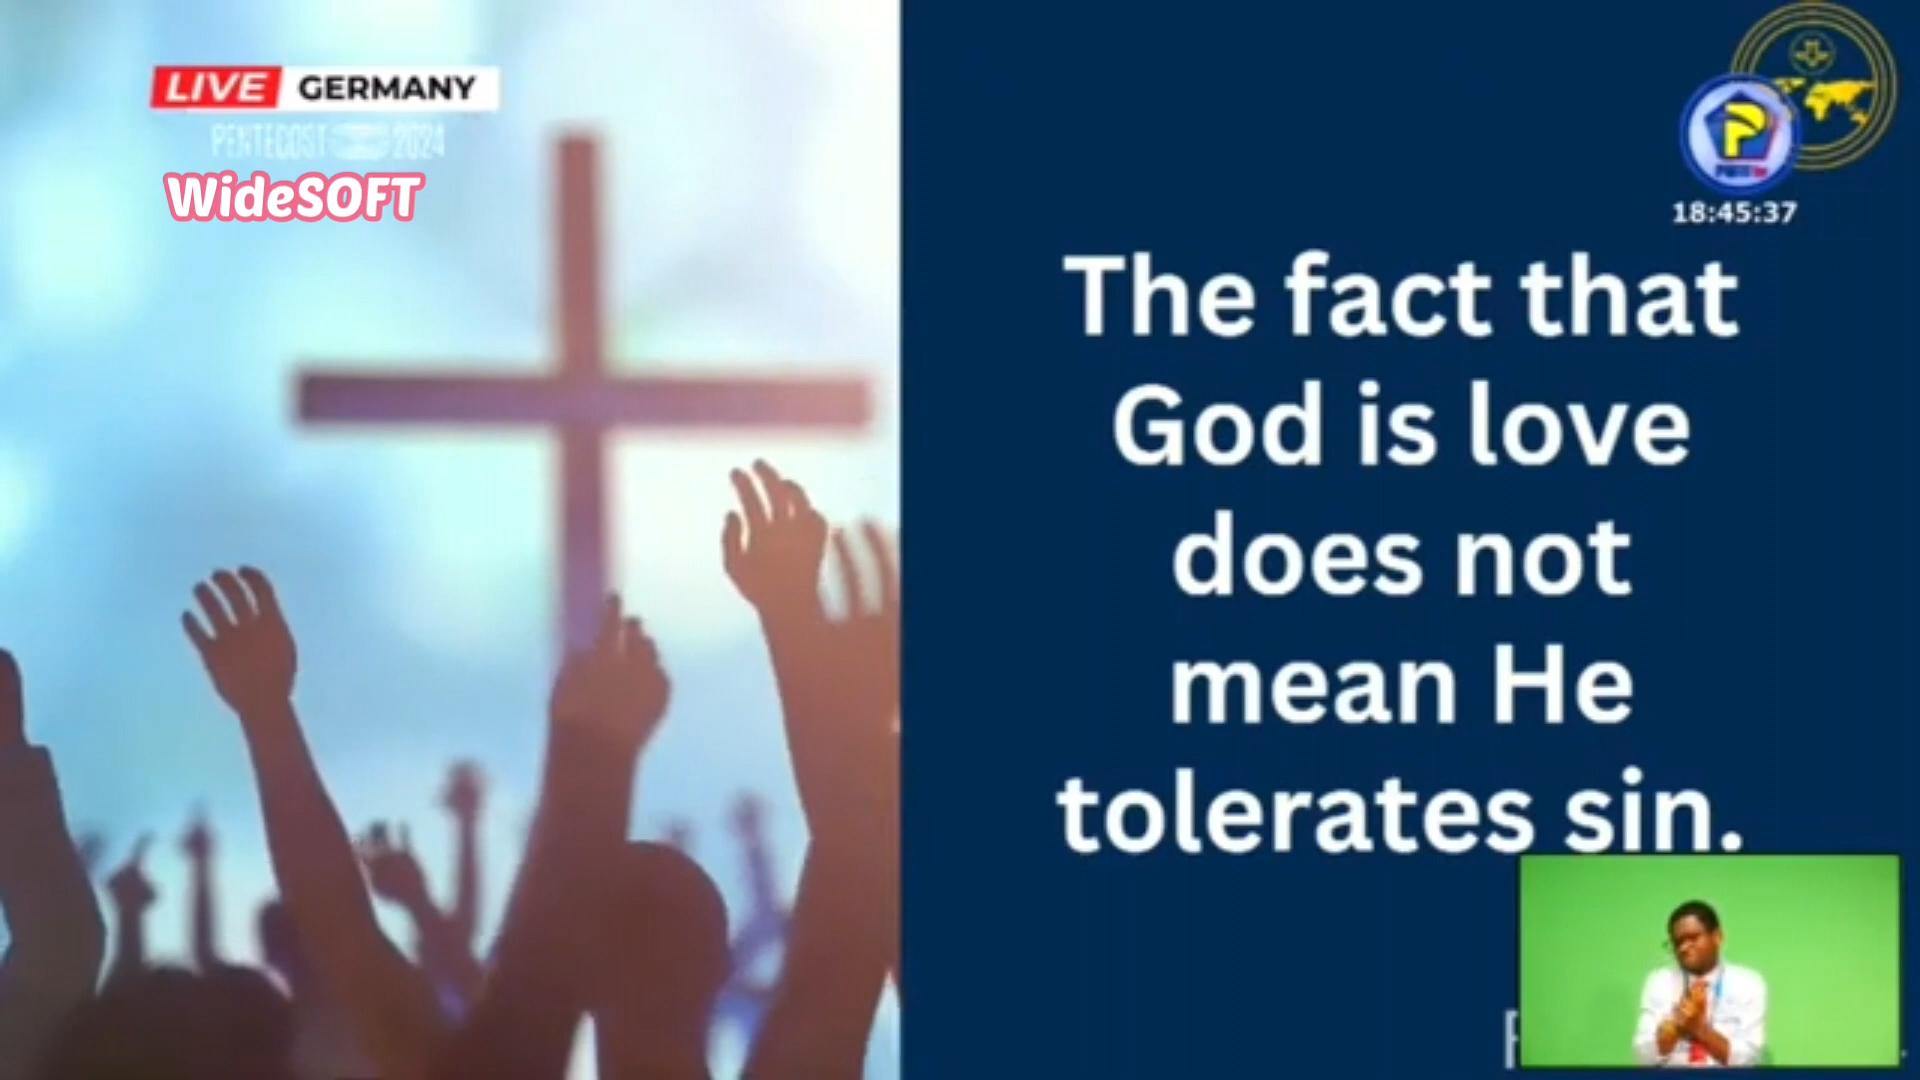 LIVE GERMANY
PENTECOST 2024
WideSOFT
18:45:37
The fact that
God is love
does not
mean He
tolerates sin.